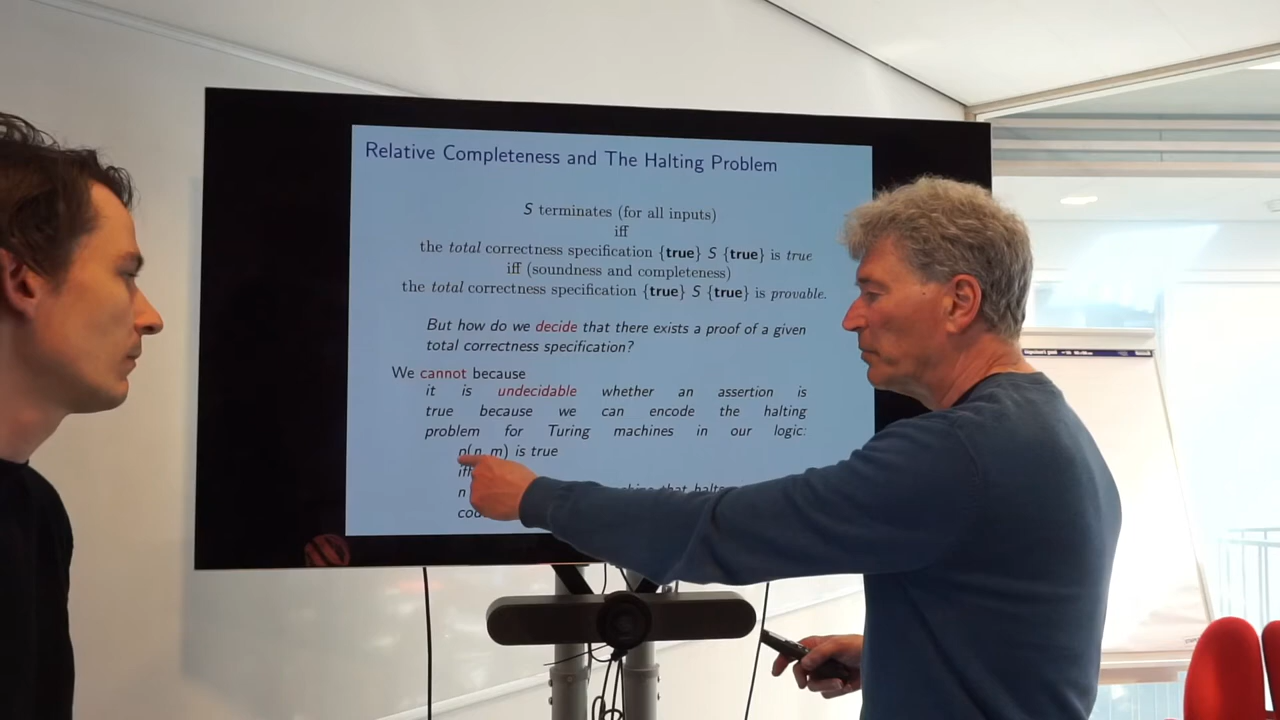 Relative Completeness and The Halting Problem
S terminates (for all inputs)
iff
the total correctness specification {true} S {true} is true
iff (soundness and completeness)
the total correctness specification {true} S {true} is provable.
But how do we decide that there exists a proof of a given
total correctness specification?
We cannot because
it is undecidable whether an assertion is
true because we can encode the halting
problem for Turing machines in our logic:
p(n, m) is true
iff
n that halts